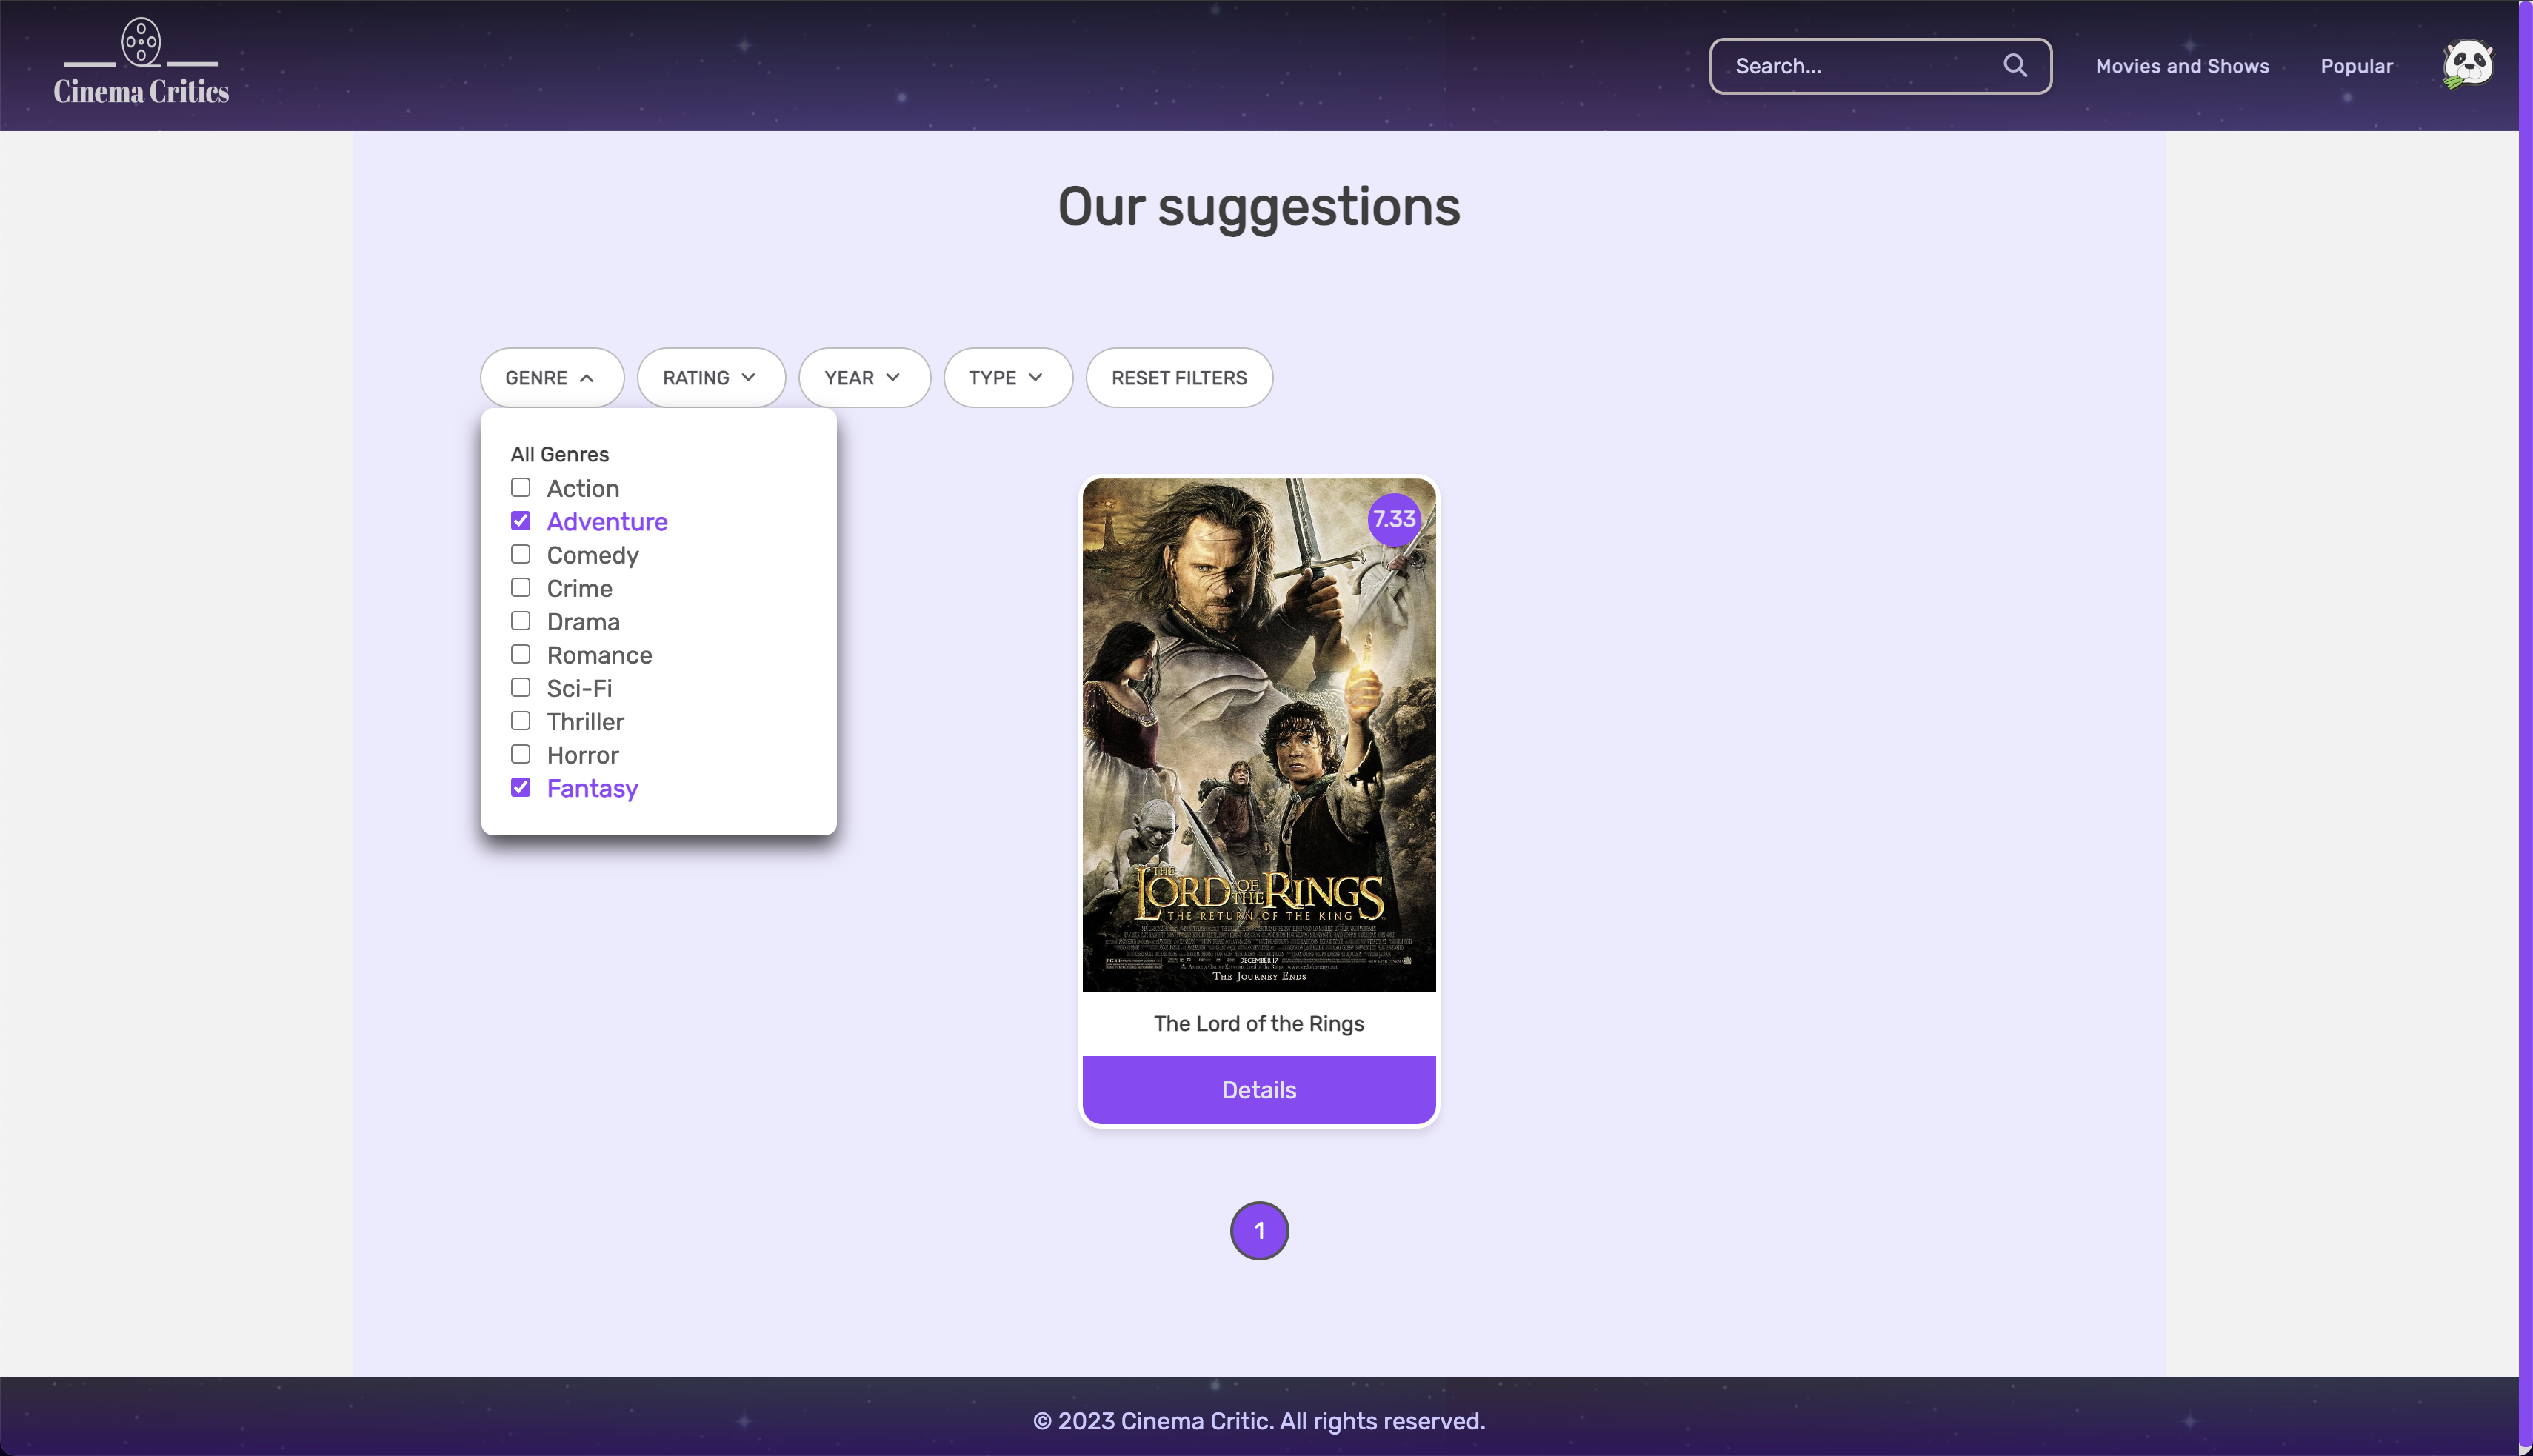 Cinema Critics
Search...
Movies and Shows
Popular
Our suggestions
GENRE
RATING
YEAR
TYPE
RESET FILTERS
All Genres
Action
Adventure
Comedy
Crime
Drama
Romance
Sci-Fi
Thriller
Horror
Fantasy
7.33
THE
LORD OF THE RINGS
THE RETURN OF THE KING
DECEMBER 17
THE JOURNEY ENDS
The Lord of the Rings
Details
1
© 2023 Cinema Critic. All rights reserved.